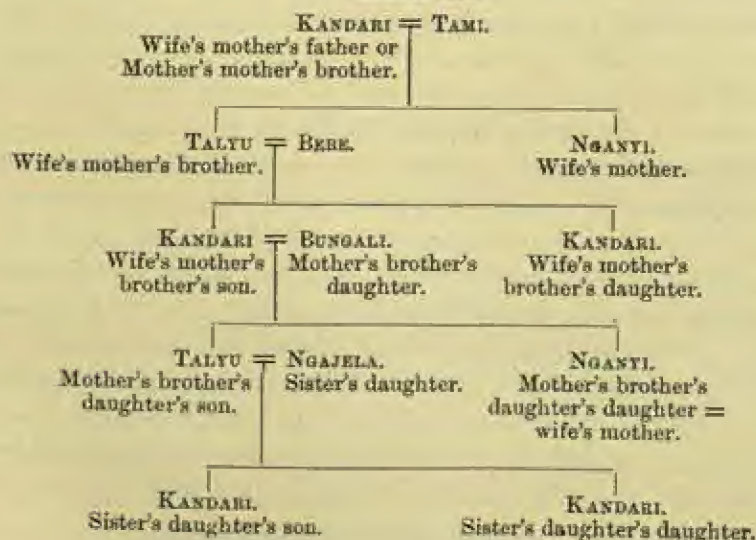 KANDARI = TAMI.
Wife's mother's father or
Mother's mother's brother.
TALYU = BERE.
Wife's mother's brother.
NGANYI.
Wife's mother.
KANDARI = BUNGALI.
Wife's mother's
brother's son.
Mother's brother's
daughter.
KANDARI.
Wife's mother's
brother's daughter.
TALYU = NGAJELA.
Mother's brother's
daughter's son.
Sister's daughter.
NGANYI.
Mother's brother's
daughter's daughter =
wife's mother.
KANDARI.
Sister's daughter's son.
KANDARI.
Sister's daughter's daughter.